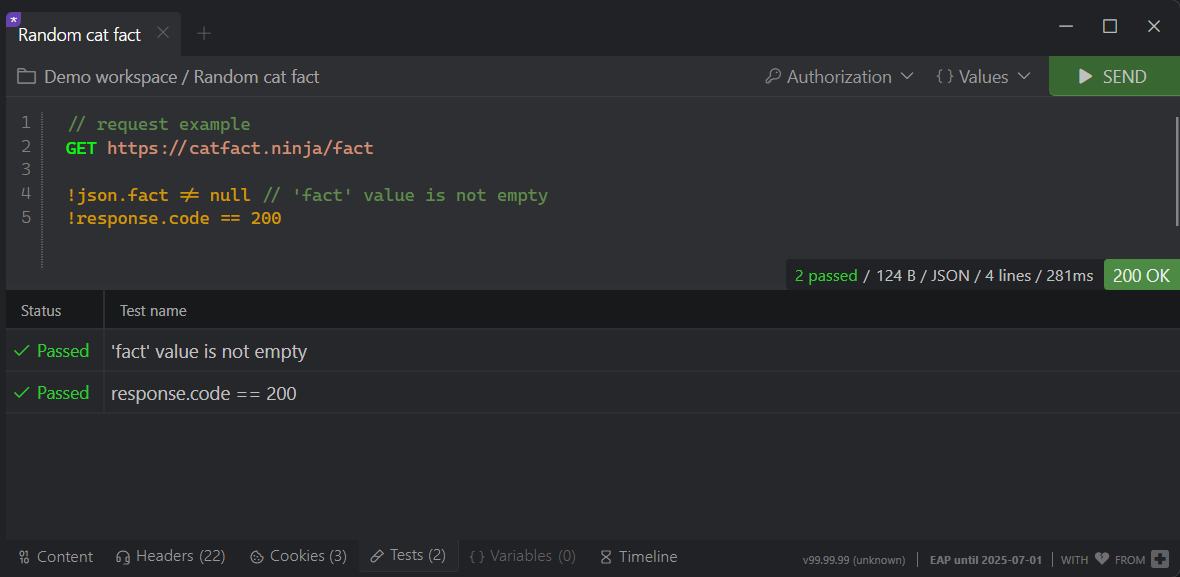 *
Random cat fact
Demo workspace / Random cat fact
Authorization
{ } Values
SEND
1 // request example
2 GET https://catfact.ninja/fact
3
4 !json.fact ≠ null // 'fact' value is not empty
5 !response.code == 200
2 passed / 124 B / JSON / 4 lines / 281ms
200 OK
Status Test name
Passed 'fact' value is not empty
Passed response.code == 200
Content Headers (22) Cookies (3) Tests (2) { } Variables (0) Timeline
v99.99.99 (unknown) | EAP until 2025-07-01 | WITH FROM